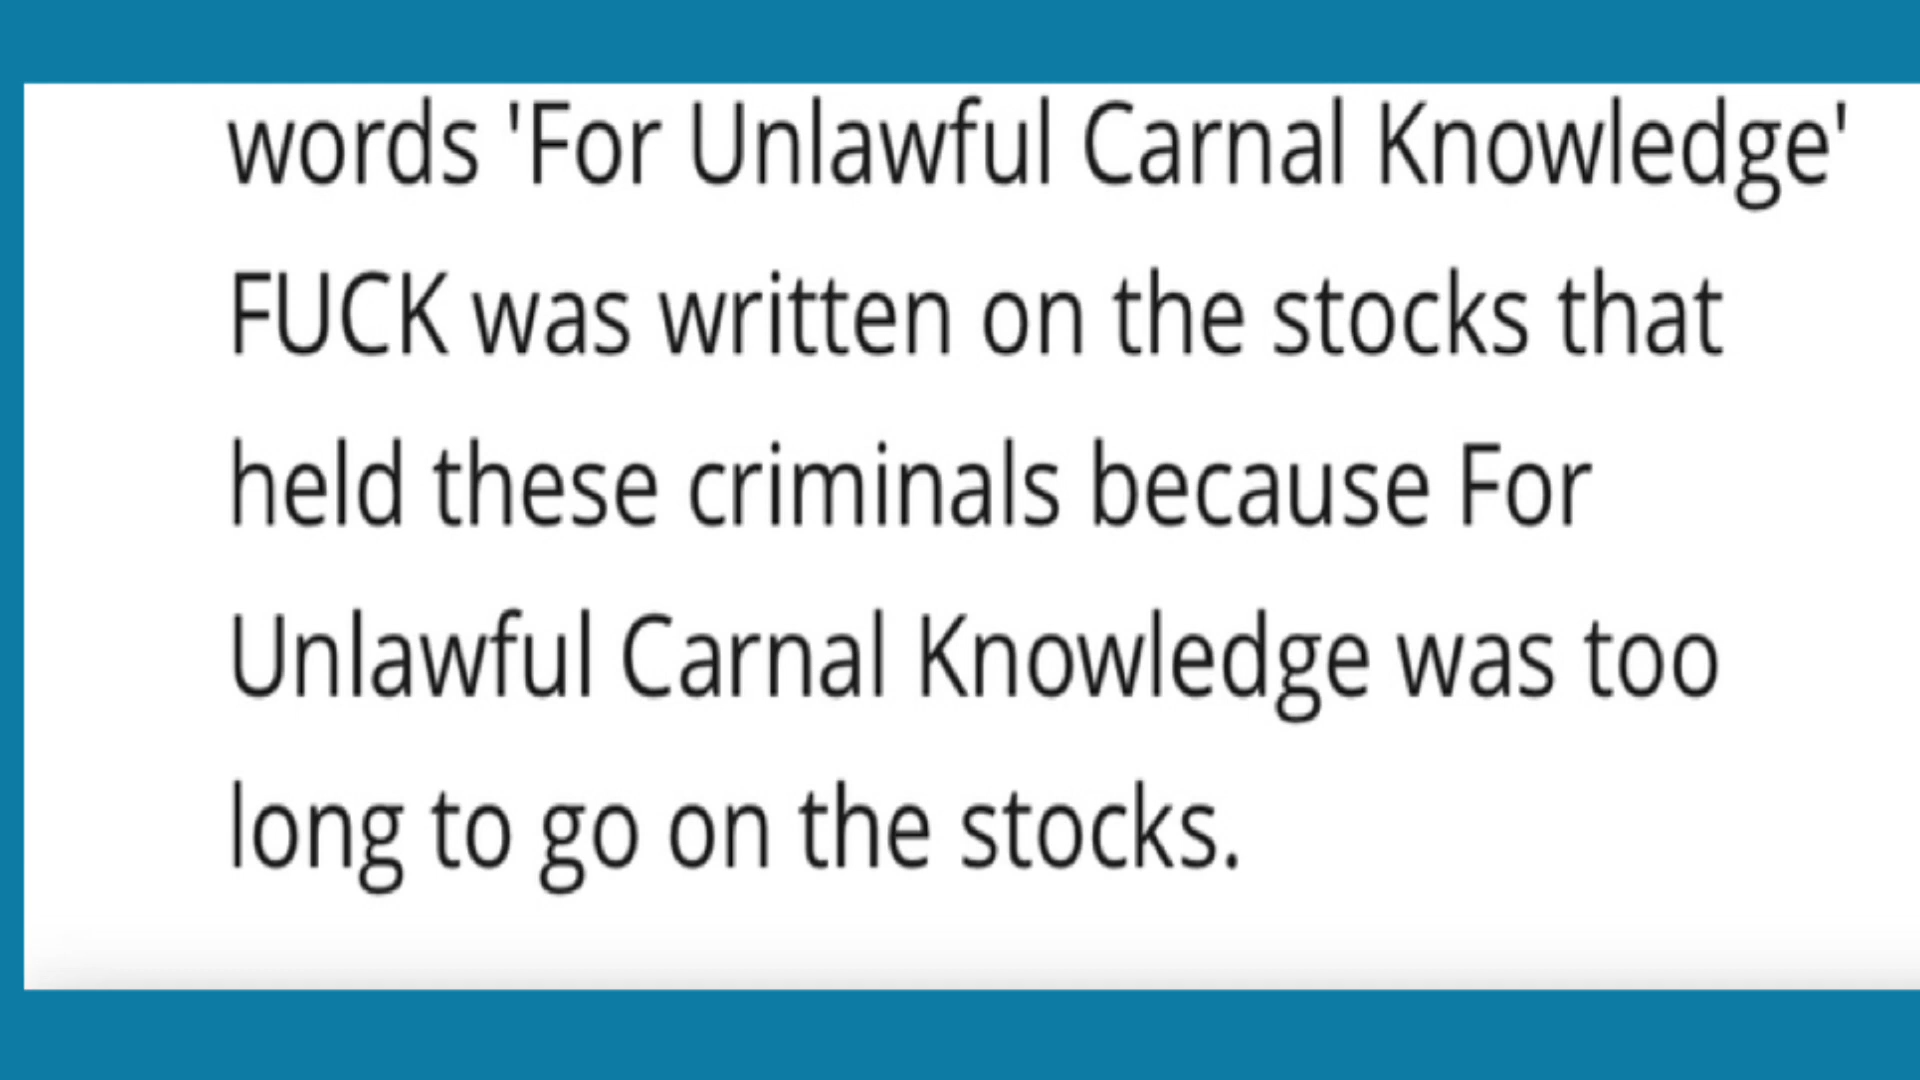 words 'For Unlawful Carnal Knowledge'
FUCK was written on the stocks that
held these criminals because For
Unlawful Carnal Knowledge was too
long to go on the stocks.